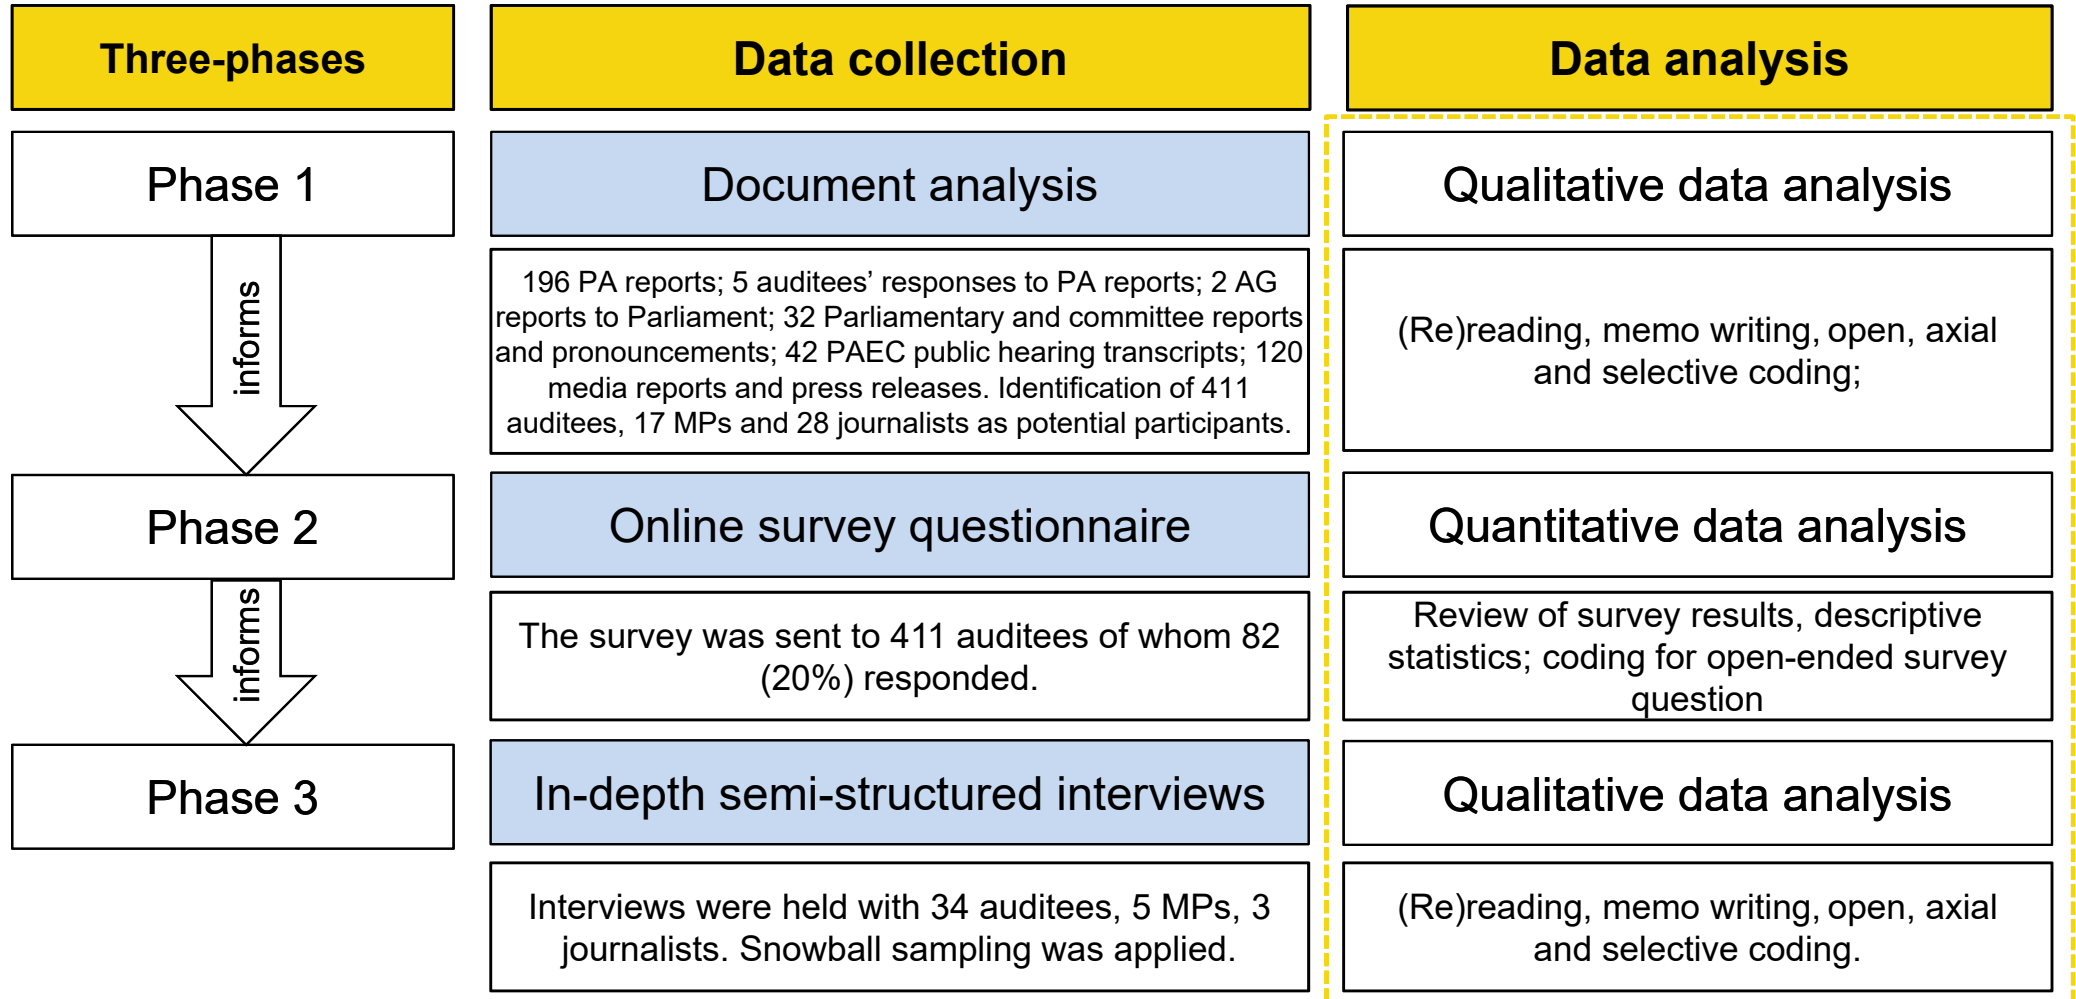 Three-phases
Data collection
Data analysis
Phase 1
Document analysis
Qualitative data analysis
informs
196 PA reports; 5 auditees’ responses to PA reports; 2 AG
reports to Parliament; 32 Parliamentary and committee reports
and pronouncements; 42 PAEC public hearing transcripts; 120
media reports and press releases. Identification of 411
auditees, 17 MPs and 28 journalists as potential participants.
(Re)reading, memo writing, open, axial
and selective coding;
Phase 2
Online survey questionnaire
Quantitative data analysis
informs
The survey was sent to 411 auditees of whom 82
(20%) responded.
Review of survey results, descriptive
statistics; coding for open-ended survey
question
Phase 3
In-depth semi-structured interviews
Qualitative data analysis
Interviews were held with 34 auditees, 5 MPs, 3
journalists. Snowball sampling was applied.
(Re)reading, memo writing, open, axial
and selective coding.